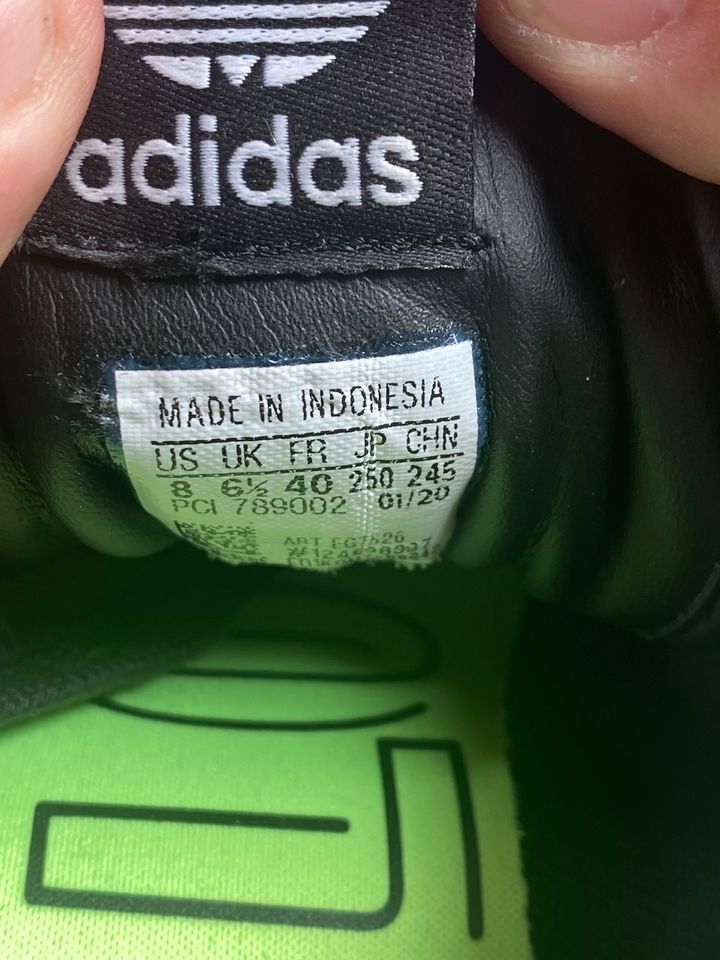 adidas
MADE IN INDONESIA
US UK FR JP CHN
8 6½ 40 250 245
PCI 789002 01/20
ART